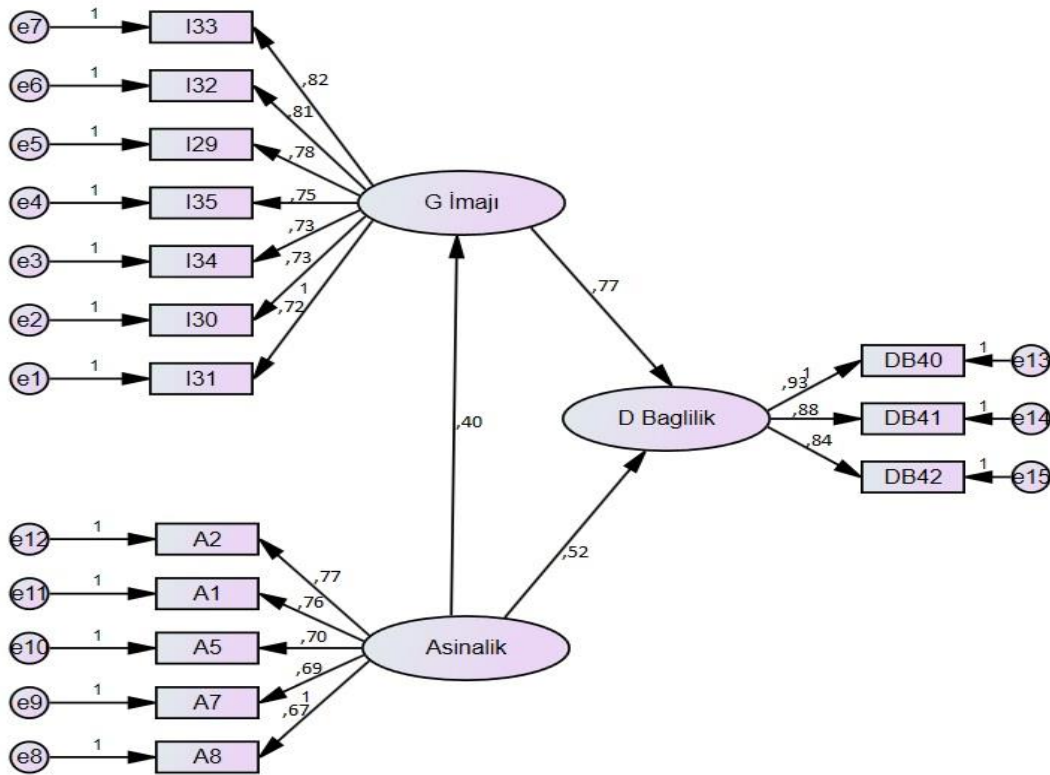 e7 1 I33
,82
e6 1 I32
,81
e5 1 I29
,78
e4 1 I35
,75
G İmajı
e3 1 I34
,73
e2 1 I30
,73
1
e1 1 I31
,72
,77
,40
D Baglilik
1
,93
DB40 1 e13
,88
DB41 1 e14
,84
DB42 1 e15
,52
e12 1 A2
,77
e11 1 A1
,76
e10 1 A5
,70
Asinalik
e9 1 A7
,69
1
e8 1 A8
,67